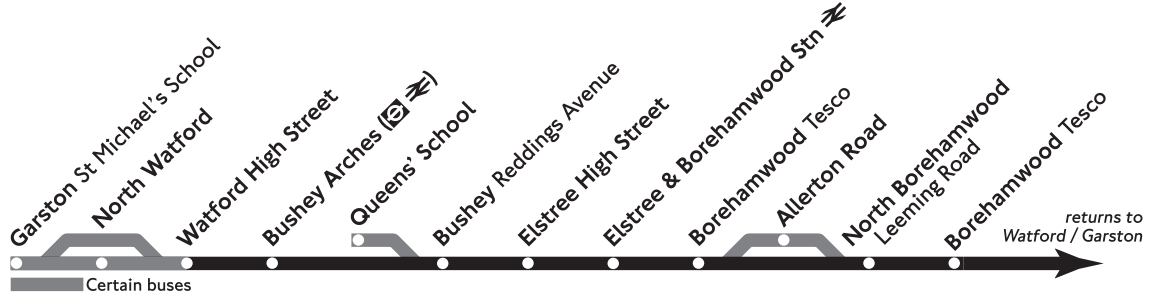 Garston St Michael's School
North Watford
Watford High Street
Bushey Arches ( )
Queens' School
Bushey Reddings Avenue
Elstree High Street
Elstree & Borehamwood Stn
Borehamwood Tesco
Allerton Road
North Borehamwood
Leeming Road
Borehamwood Tesco
returns to
Watford / Garston
Certain buses